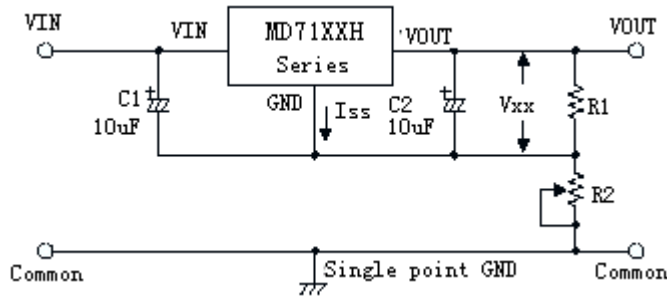 VIN
VIN
MD71XXH
Series
VOUT
VOUT
GND
Iss
C1
10uF
C2
10uF
Vxx
R1
R2
Common
Single point GND
Common